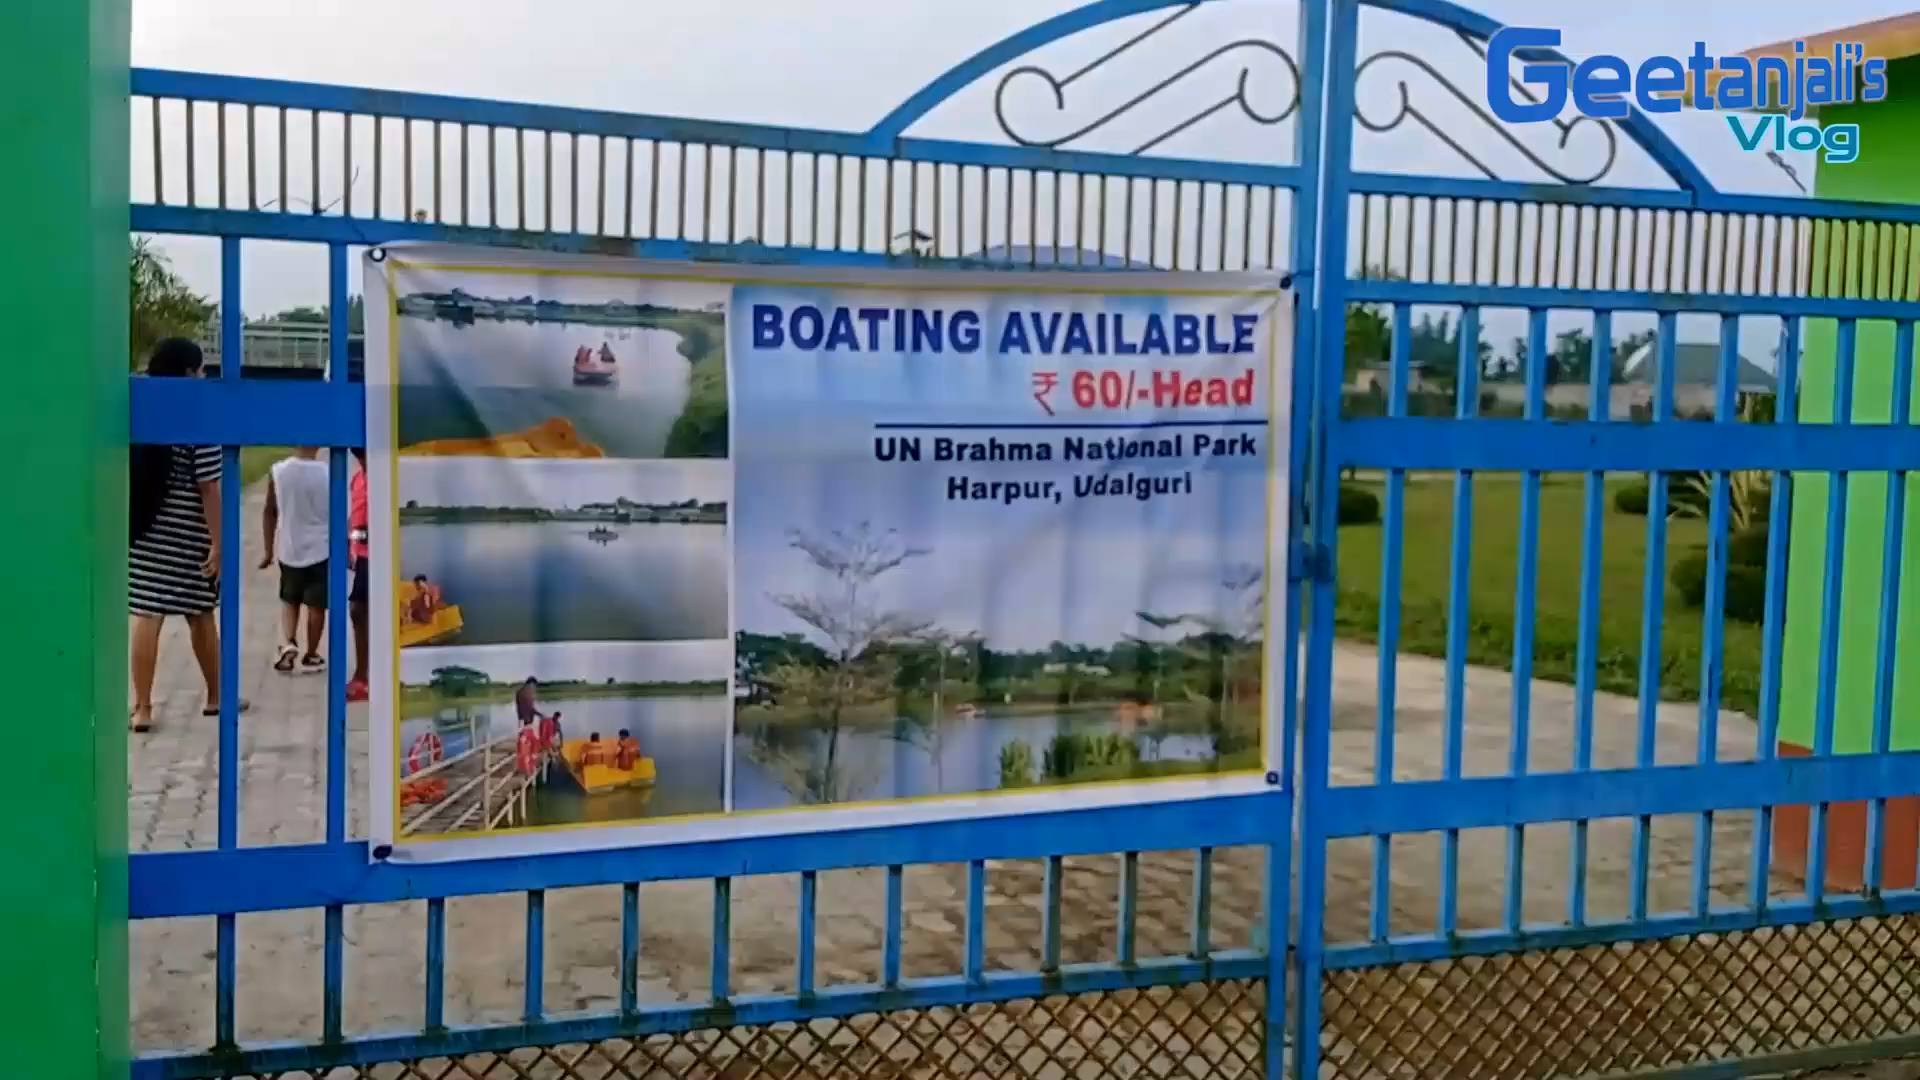 Geetanjali's
Vlog
BOATING AVAILABLE
₹ 60/-Head
UN Brahma National Park
Harpur, Udalguri